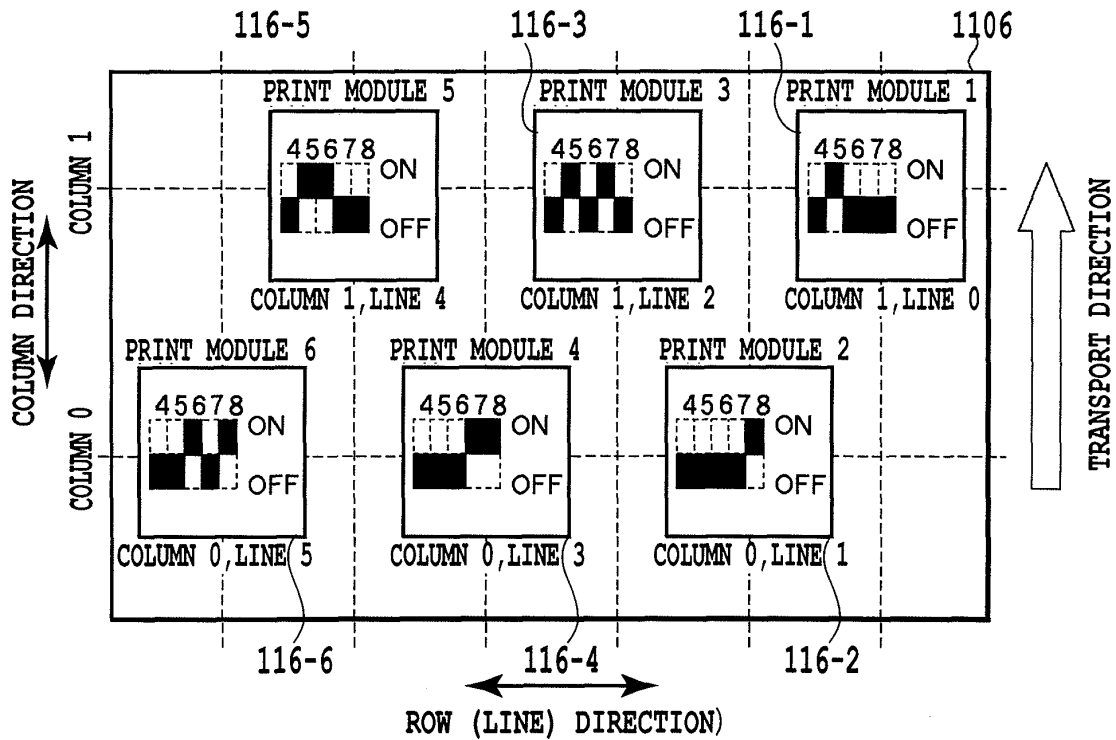 116-5 116-3 116-1 1106
PRINT MODULE 5 PRINT MODULE 3 PRINT MODULE 1
45678 ON OFF
45678 ON OFF
45678 ON OFF
COLUMN 1
COLUMN 1,LINE 4 COLUMN 1,LINE 2 COLUMN 1,LINE 0
COLUMN DIRECTION
TRANSPORT DIRECTION
PRINT MODULE 6 PRINT MODULE 4 PRINT MODULE 2
45678 ON OFF
45678 ON OFF
45678 ON OFF
COLUMN 0
COLUMN 0,LINE 5 COLUMN 0,LINE 3 COLUMN 0,LINE 1
116-6 116-4 116-2
ROW (LINE) DIRECTION)